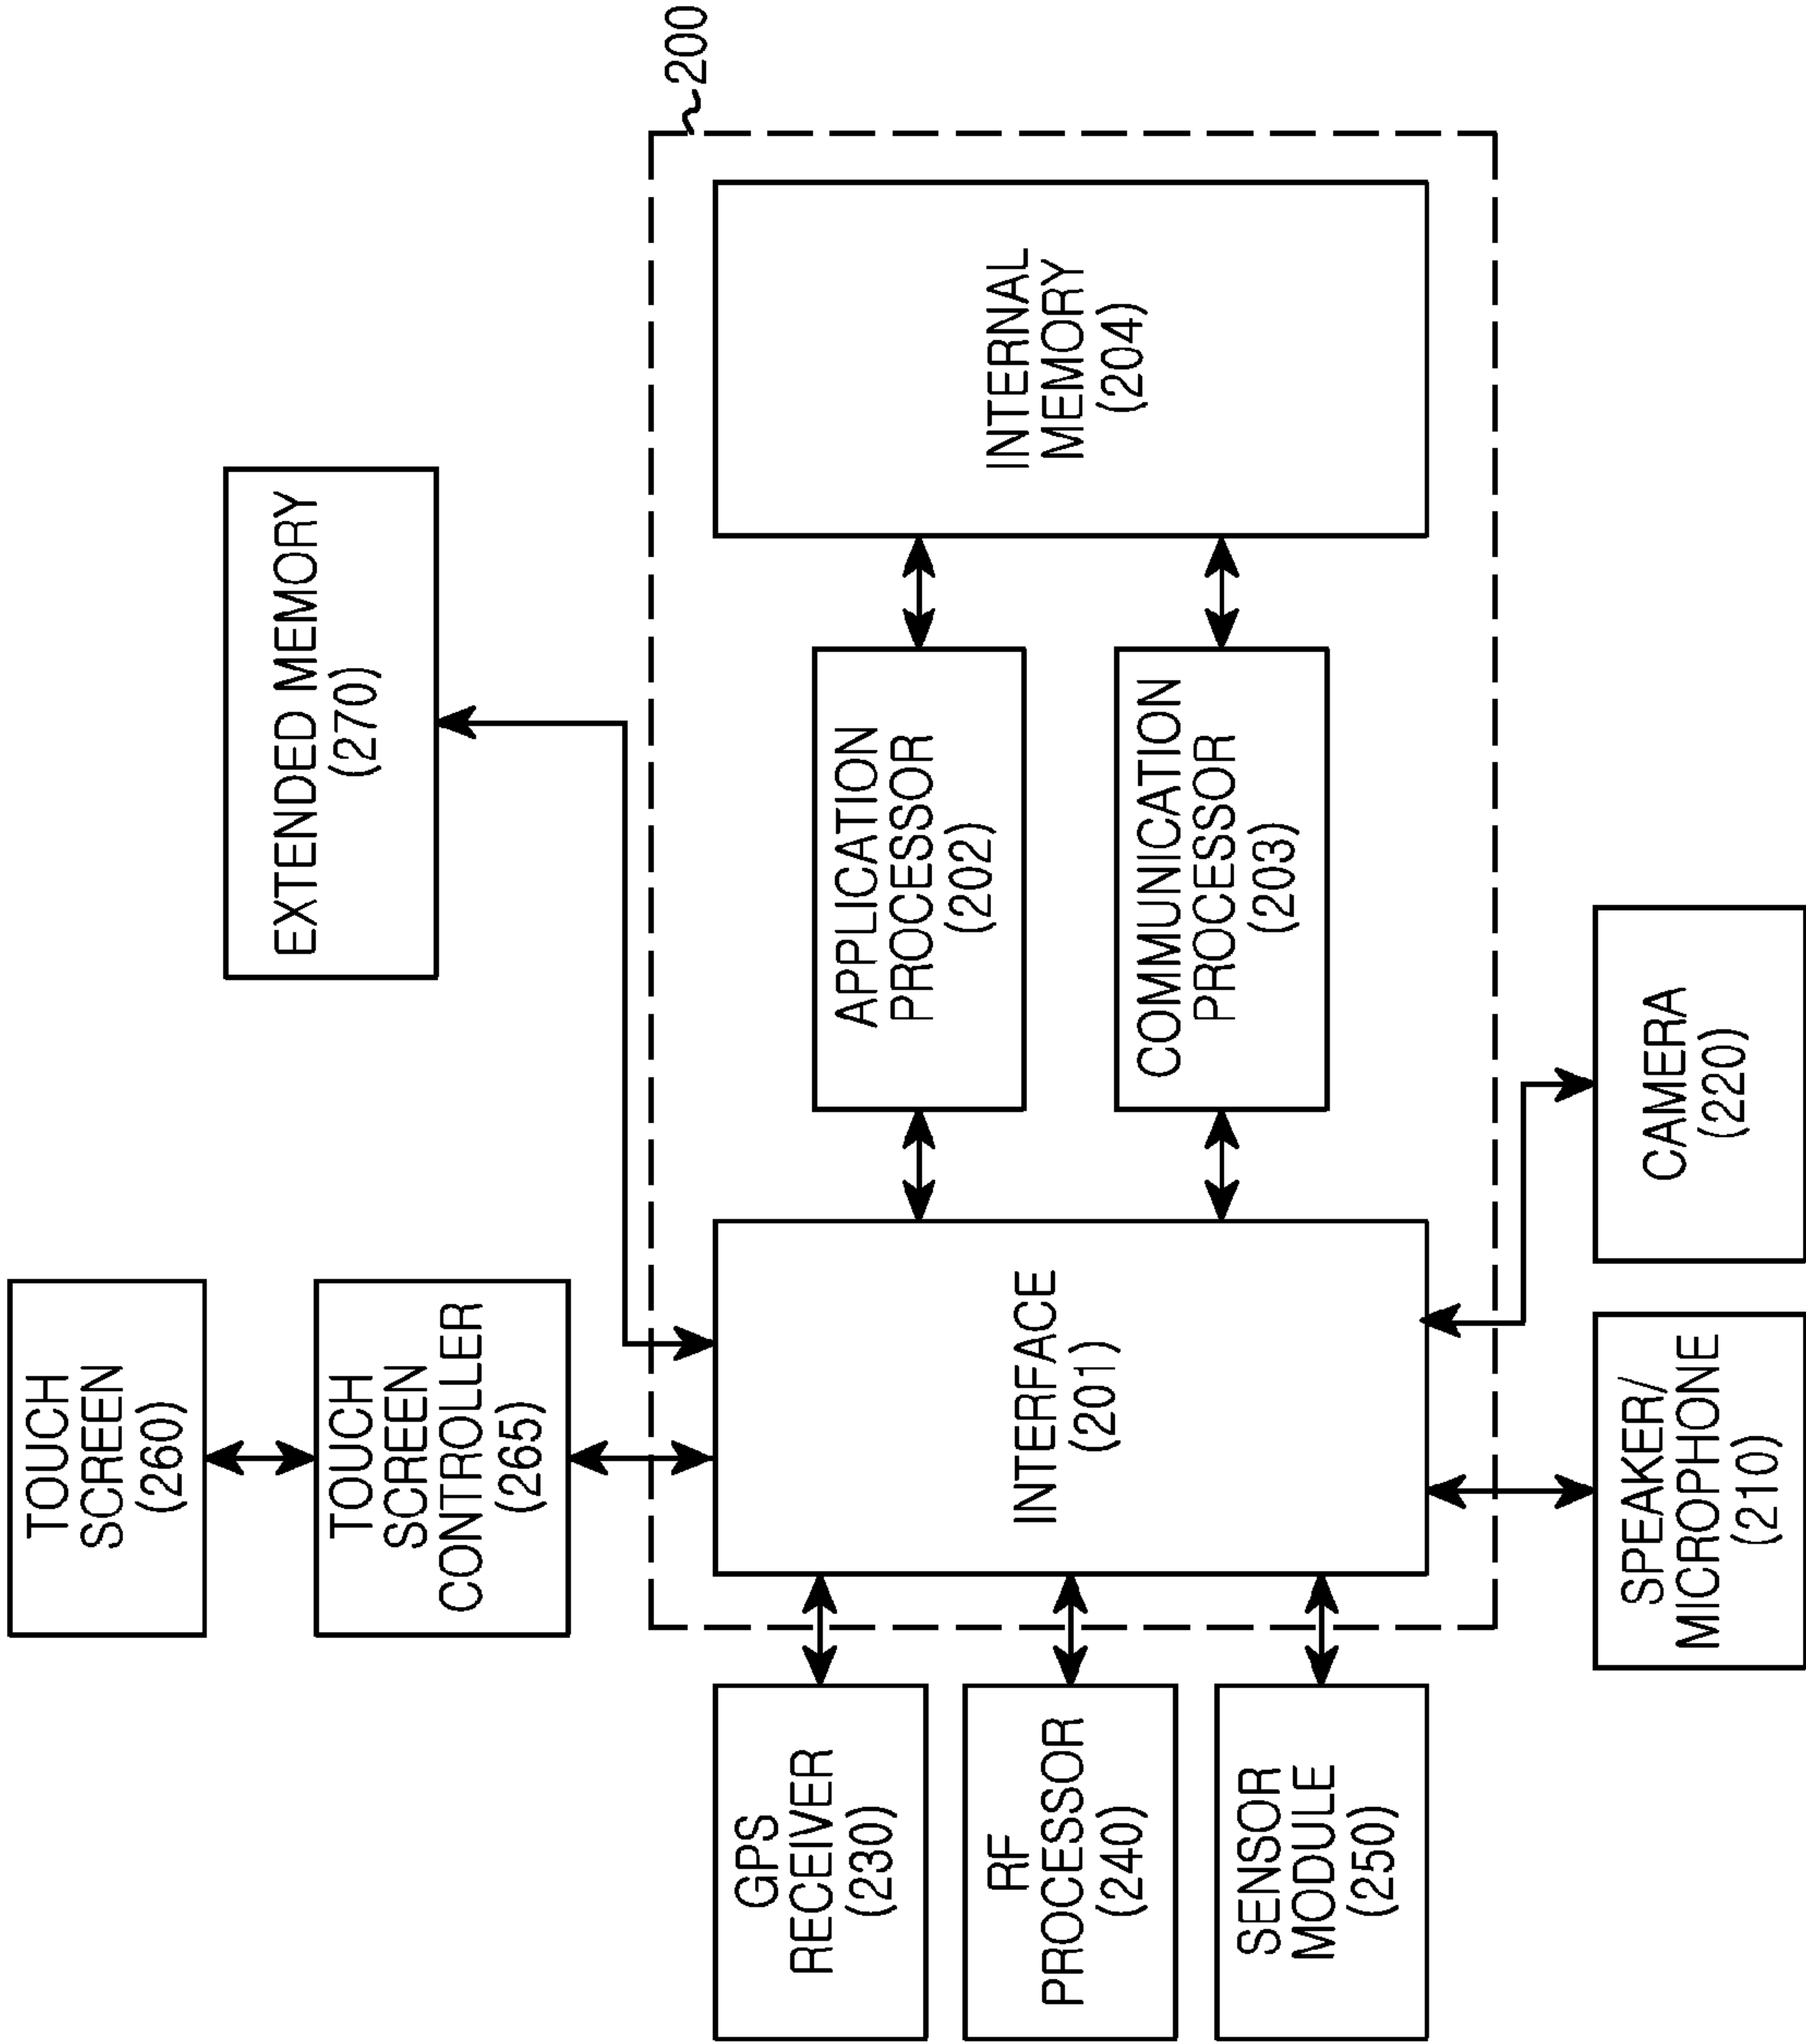 TOUCH
SCREEN
(260)
TOUCH
SCREEN
CONTROLLER
(265)
EXTENDED MEMORY
(270)
~200
GPS
RECEIVER
(230)
RF
PROCESSOR
(240)
SENSOR
MODULE
(250)
INTERFACE
(201)
APPLICATION
PROCESSOR
(202)
COMMUNICATION
PROCESSOR
(203)
INTERNAL
MEMORY
(204)
SPEAKER/
MICROPHONE
(210)
CAMERA
(220)